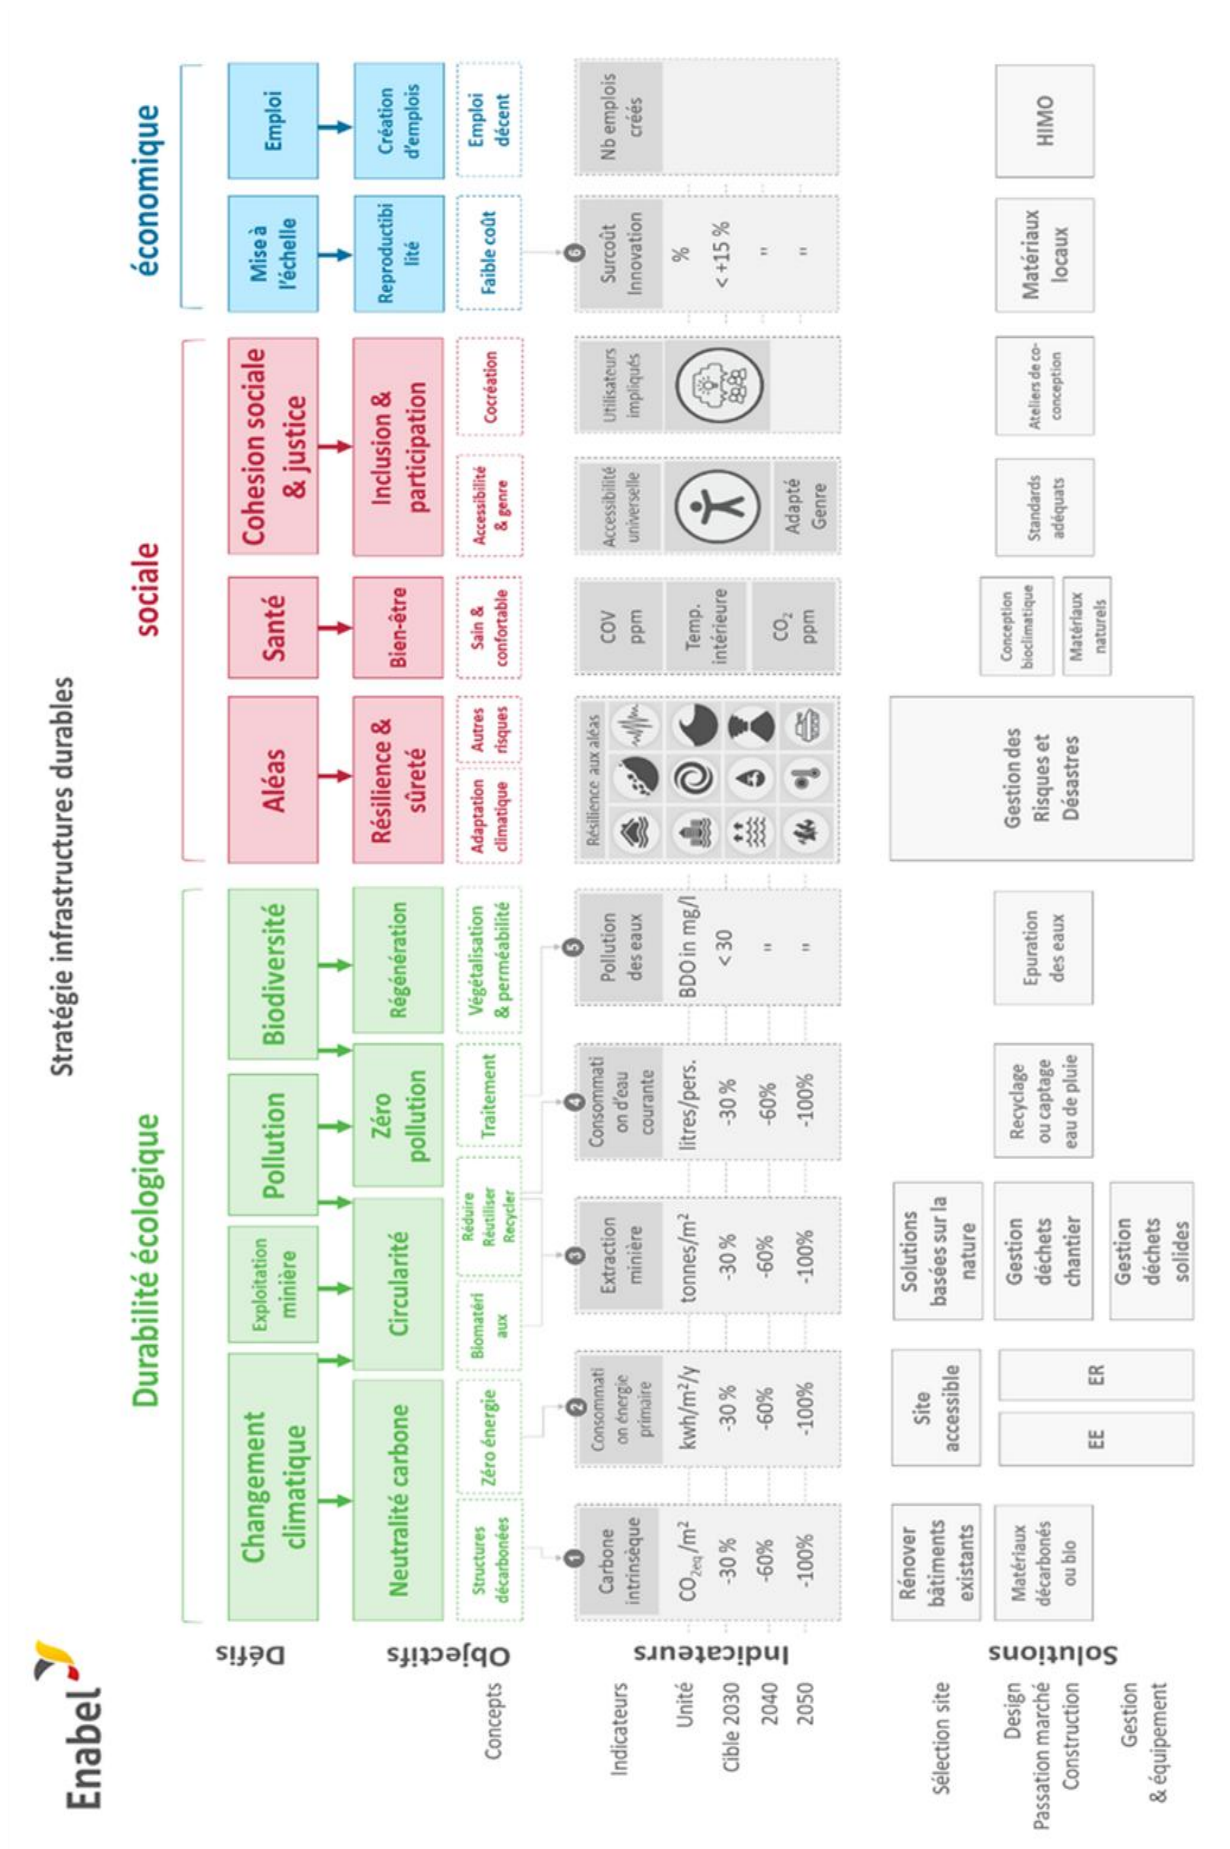 Enabel
Stratégie infrastructures durables
Durabilité écologique
sociale
économique
Défis
Changement
climatique
Exploitation
minière
Pollution
Biodiversité
Aléas
Santé
Cohesion sociale
& justice
Mise à
l'échelle
Emploi
Objectifs
Neutralité carbone
Circularité
Zéro
pollution
Régénération
Résilience &
sûreté
Bien-être
Inclusion &
participation
Reproductibi
lité
Création
d'emplois
Concepts
Structures
décarbonées
Zéro énergie
Biomatéri
aux
Réduire
Réutiliser
Recycler
Traitement
Végétalisation
& perméabilité
Adaptation
climatique
Autres
risques
Sain &
confortable
Accessibilité
& genre
Cocréation
Faible coût
Emploi
décent
1
2
3
4
5
6
Indicateurs
Indicateurs
Carbone
intrinsèque
Consommati
on énergie
primaire
Extraction
minière
Consommati
on d'eau
courante
Pollution
des eaux
Résilience aux aléas
COV
ppm
Temp.
intérieure
CO₂
ppm
Accessibilité
universelle
Adapté
Genre
Utilisateurs
impliqués
Surcoût
Innovation
Nb emplois
créés
Unité
CO₂eq/m²
kwh/m²/y
tonnes/m²
litres/pers.
BDO in mg/l
%
Cible 2030
-30 %
-30 %
-30 %
-30 %
< 30
< +15 %
2040
-60%
-60%
-60%
-60%
"
"
2050
-100%
-100%
-100%
-100%
"
"
Solutions
Sélection site
Rénover
bâtiments
existants
Site
accessible
Solutions
basées sur la
nature
Gestion des
Risques et
Désastres
Design
Passation marché
Construction
Matériaux
décarbonés
ou bio
EE
ER
Gestion
déchets
chantier
Recyclage
ou captage
eau de pluie
Epuration
des eaux
Conception
bioclimatique
Matériaux
naturels
Standards
adéquats
Ateliers de co-
conception
Matériaux
locaux
HIMO
Gestion
& équipement
Gestion
déchets
solides